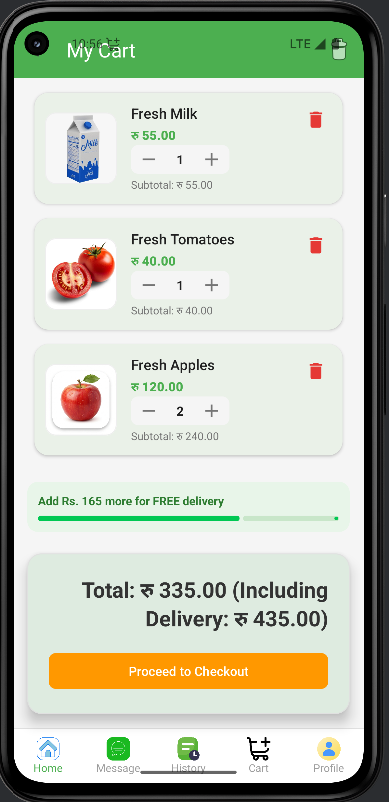 10:56
LTE
My Cart
Fresh Milk
रु 55.00
1
Subtotal: रु 55.00
Fresh Tomatoes
रु 40.00
1
Subtotal: रु 40.00
Fresh Apples
रु 120.00
2
Subtotal: रु 240.00
Add Rs. 165 more for FREE delivery
Total: रु 335.00 (Including
Delivery: रु 435.00)
Proceed to Checkout
Home Message History Cart Profile